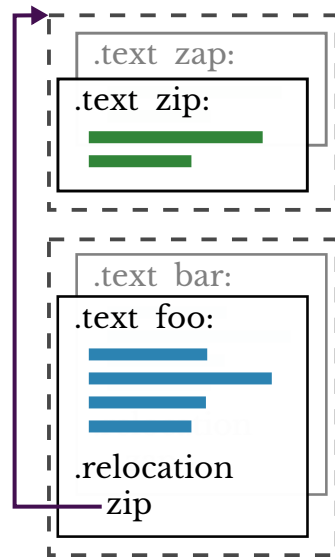 .text zap:
.text zip:
.text bar:
.text foo:
.relocation
zip